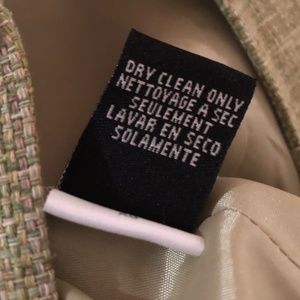 DRY CLEAN ONLY
NETTOYAGE A SEC
SEULEMENT
LAVAR EN SECO
SOLAMENTE